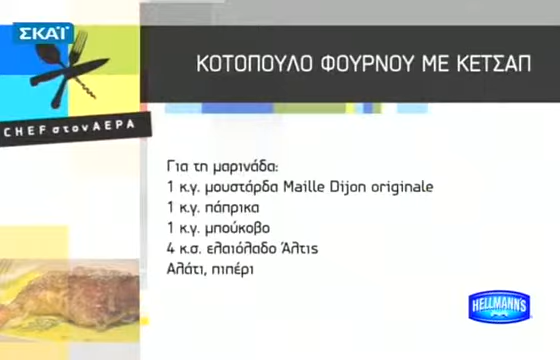 ΣΚΑΪ
ΚΟΤΟΠΟΥΛΟ ΦΟΥΡΝΟΥ ΜΕ ΚΕΤΣΑΠ
CHEF στον ΑΕΡΑ
Για τη μαρινάδα:
1 κ.γ. μουστάρδα Maille Dijon originale
1 κ.γ. πάπρικα
1 κ.γ. μπούκοβο
4 κ.σ. ελαιόλαδο Άλτις
Αλάτι, πιπέρι
HELLMANN'S